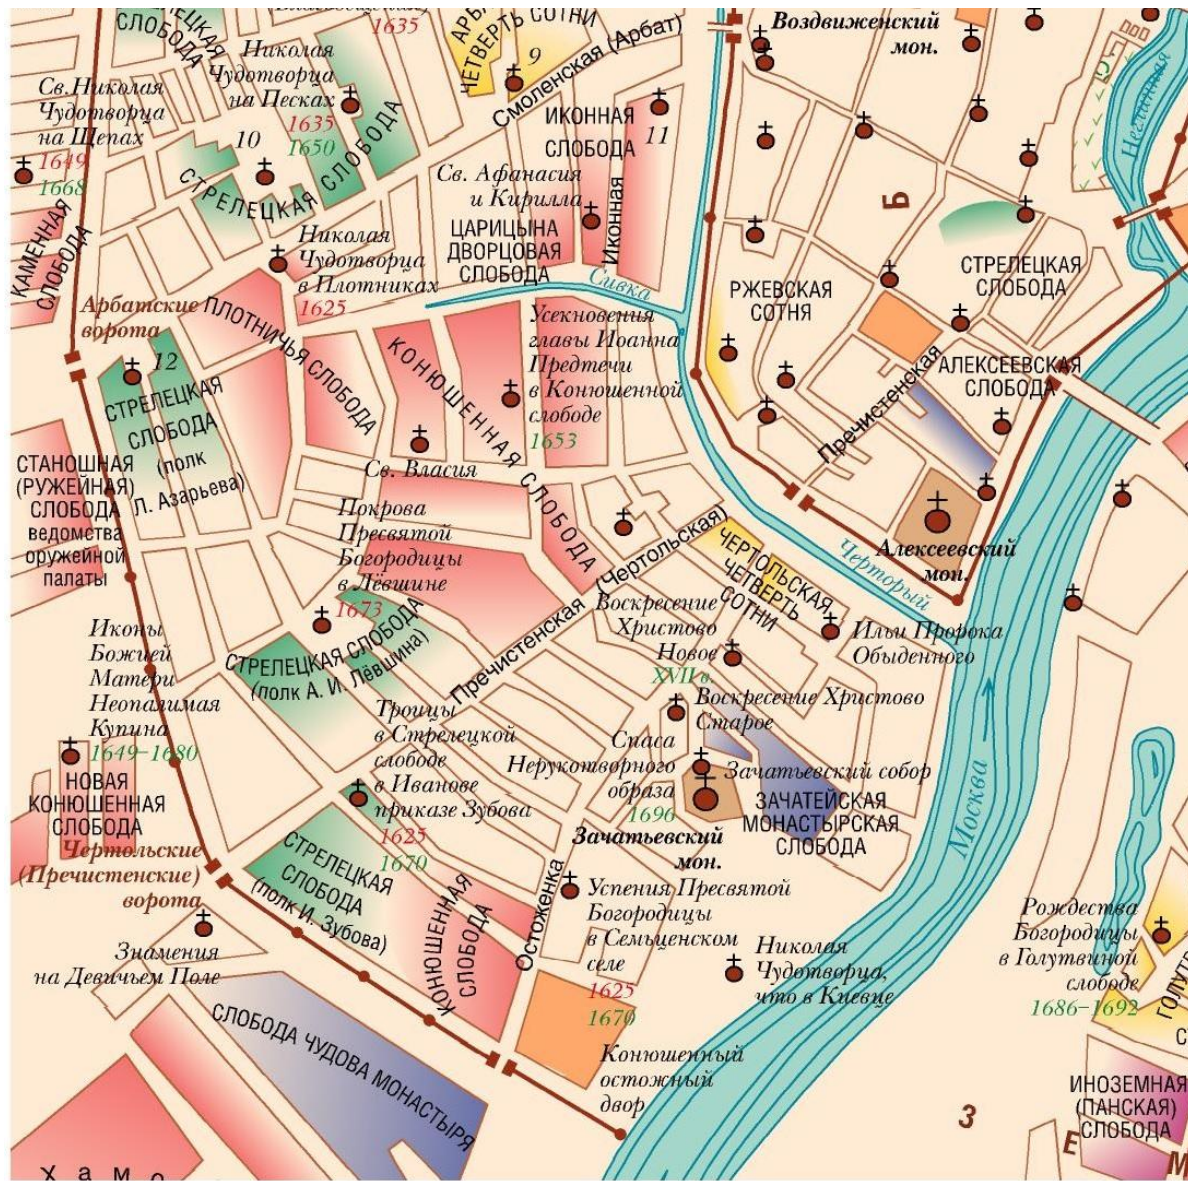 СЛОБОДА
1635
ЧЕТВЕРТЬ СОТНИ
9
Смоленская (Арбат)
Воздвиженский
мон.
Неглинная
Николая
Чудотворца
на Песках
1635
1650
Св. Николая
Чудотворца
на Щепах
1649
1668
10
СТРЕЛЕЦКАЯ СЛОБОДА
ИКОННАЯ
СЛОБОДА
11
Иконная
Св. Афанасия
и Кирилла
ЦАРИЦЫНА
ДВОРЦОВАЯ
СЛОБОДА
Б
КАМЕННАЯ
СЛОБОДА
Николая
Чудотворца
в Плотниках
1625
Сивка
РЖЕВСКАЯ
СОТНЯ
СТРЕЛЕЦКАЯ
СЛОБОДА
Арбатские
ворота
ПЛОТНИЧЬЯ СЛОБОДА
КОНЮШЕННАЯ СЛОБОДА
Усекновения
главы Иоанна
Предтечи
в Конюшенной
слободе
1653
Пречистенская
АЛЕКСЕЕВСКАЯ
СЛОБОДА
12
СТРЕЛЕЦКАЯ
СЛОБОДА
(полк
Л. Азарьева)
Св. Власия
СТАНОШНАЯ
(РУЖЕЙНАЯ)
СЛОБОДА
ведомства
оружейной
палаты
Покрова
Пресвятой
Богородицы
в Лёвшине
1673
Пречистенская (Чертольская)
ЧЕРТОЛЬСКАЯ
ЧЕТВЕРТЬ
СОТНИ
Черторый
Алексеевский
мон.
Воскресение
Христово
Новое
XVII в.
Ильи Пророка
Обыденного
Иконы
Божией
Матери
Неопалимая
Купина
1649–1680
СТРЕЛЕЦКАЯ СЛОБОДА
(полк А. И. Лёвшина)
Воскресение Христово
Старое
Троицы
в Стрелецкой
слободе
в Иванове
приказе Зубова
1625
1670
Спаса
Нерукотворного
образа
1696
Зачатьевский собор
Зачатьевский
мон.
ЗАЧАТЕЙСКАЯ
МОНАСТЫРСКАЯ
СЛОБОДА
Москва
НОВАЯ
КОНЮШЕННАЯ
СЛОБОДА
Чертольские
(Пречистенские)
ворота
СТРЕЛЕЦКАЯ
СЛОБОДА
(полк И. Зубова)
КОНЮШЕННАЯ
СЛОБОДА
Остоженка
Успения Пресвятой
Богородицы
в Семьценском
селе
1625
1670
Николая
Чудотворца,
что в Киевце
Рождества
Богородицы
в Голутвиной
слободе
1686–1692
Знамения
на Девичьем Поле
СЛОБОДА ЧУДОВА МОНАСТЫРЯ
Конюшенный
остожный
двор
ИНОЗЕМНАЯ
(ПАНСКАЯ)
СЛОБОДА
З Е М
Х а м о